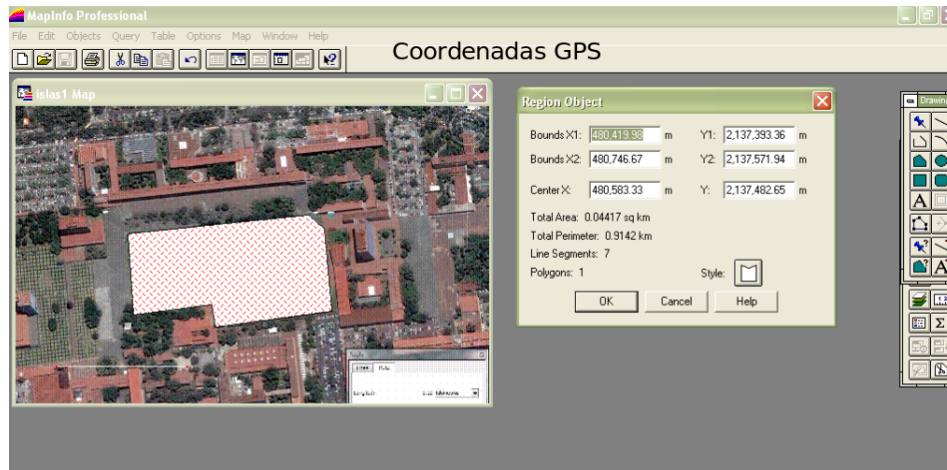 MapInfo Professional
File Edit Objects Query Table Options Map Window Help
Coordenadas GPS
islas1 Map
Region Object
Bounds X1: 480,419.98 m Y1: 2,137,393.36 m
Bounds X2: 480,746.67 m Y2: 2,137,571.94 m
Center X: 480,583.33 m Y: 2,137,482.65 m
Total Area: 0.04417 sq km
Total Perimeter: 0.9142 km
Line Segments: 7
Polygons: 1 Style:
OK Cancel Help
Drawing
A
A
Σ